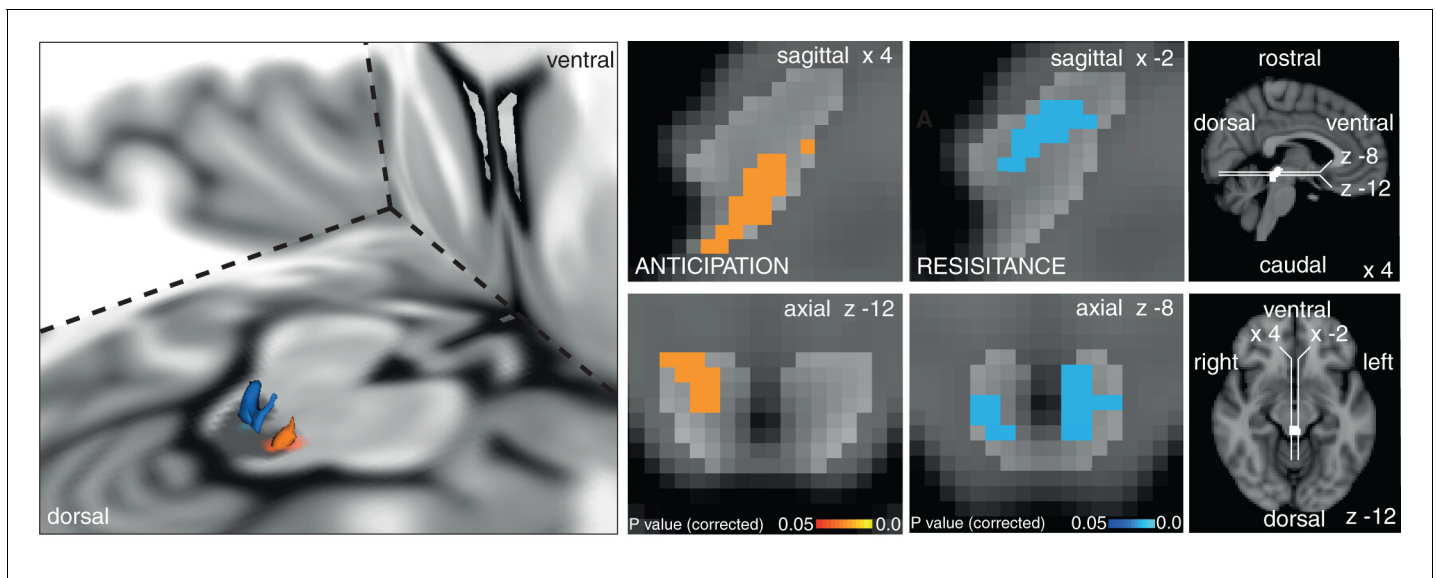 ventral
dorsal
sagittal x 4
ANTICIPATION
A
sagittal x -2
RESISITANCE
rostral
dorsal ventral
z -8
z -12
caudal
x 4
axial z -12
P value (corrected) 0.05 0.0
axial z -8
P value (corrected) 0.05 0.0
ventral
x 4 x -2
right left
dorsal
z -12